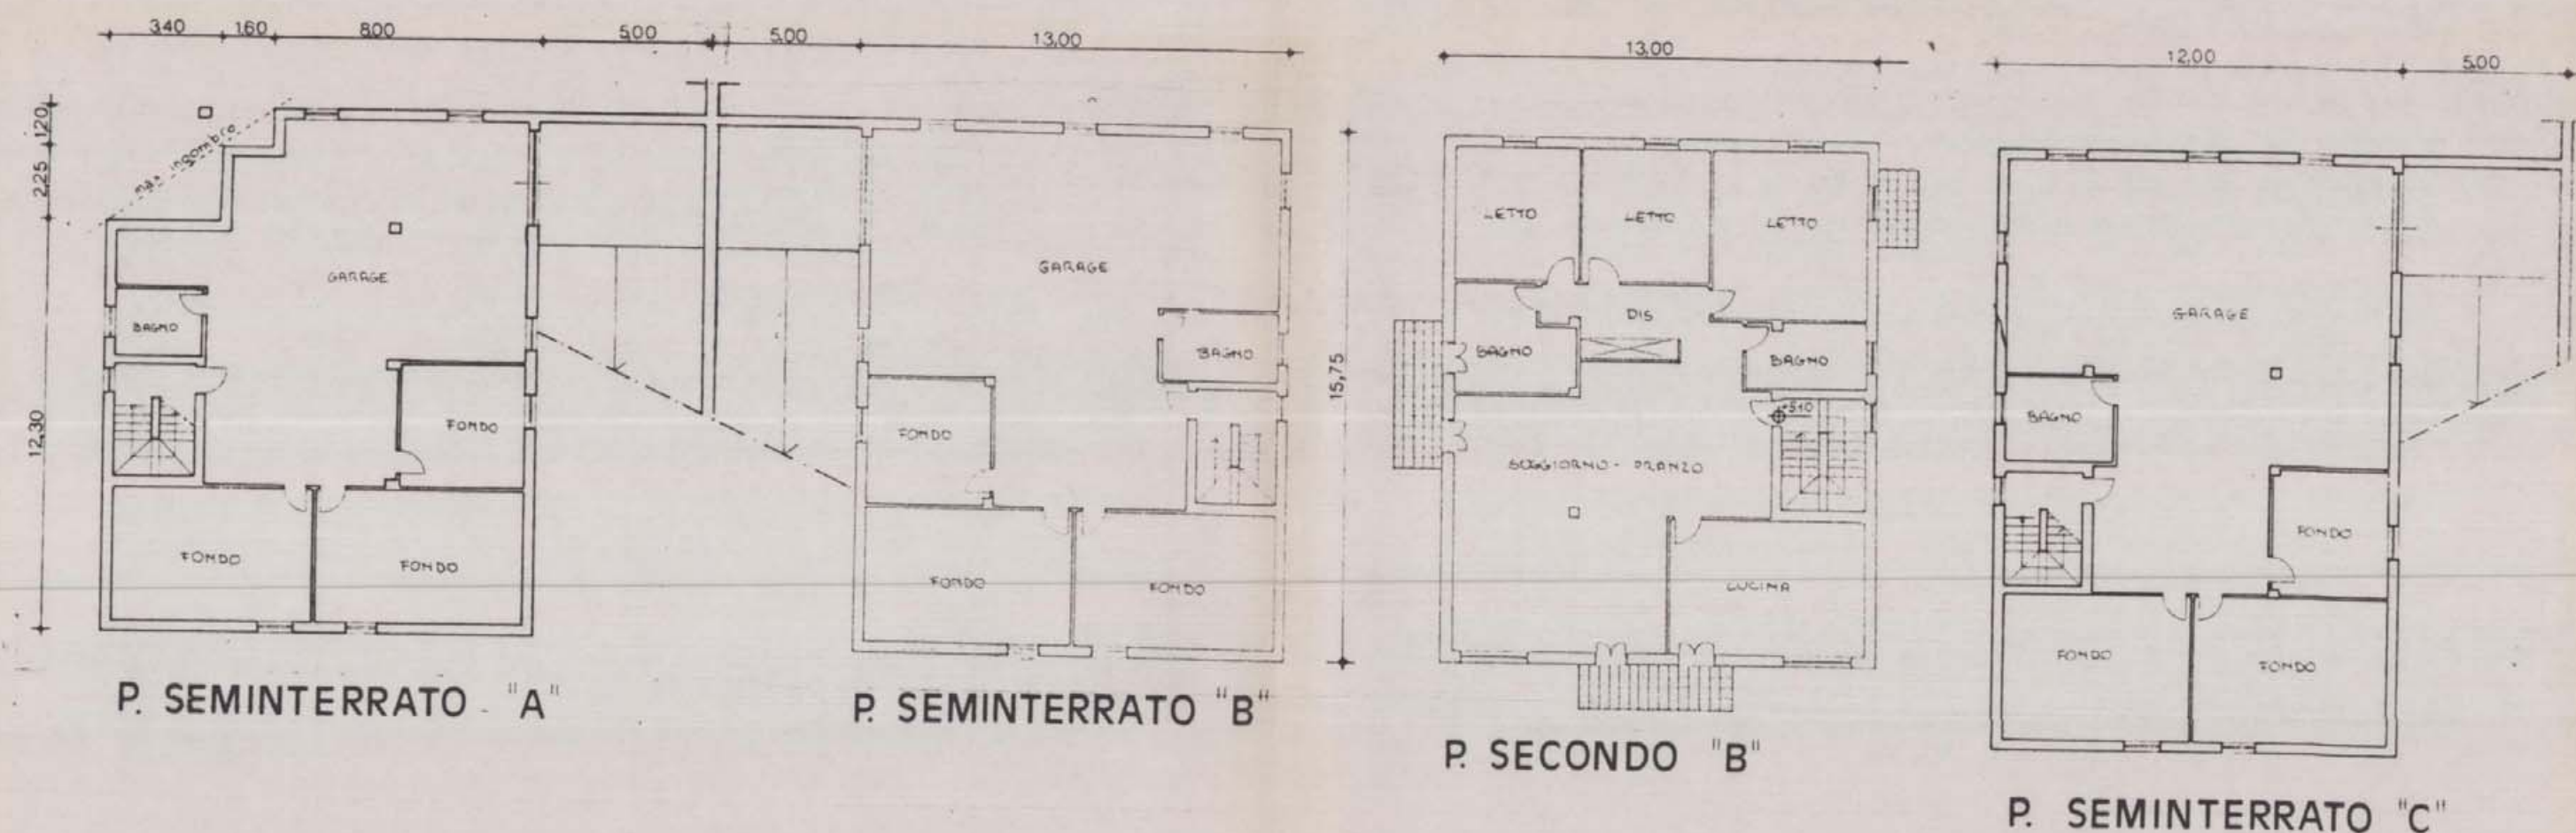 3.40 1.60 8.00 5.00 5.00 13.00
1.20
2.25
12.30
max ingombro
GARAGE
BAGNO
FONDO
FONDO
FONDO
P. SEMINTERRATO "A"
GARAGE
BAGNO
FONDO
FONDO
FONDO
P. SEMINTERRATO "B"
13.00
15,75
LETTO
LETTO
LETTO
DIS
BAGNO
BAGNO
+5.10
SOGGIORNO - PRANZO
CUCINA
P. SECONDO "B"
12,00 5.00
GARAGE
BAGNO
FONDO
FONDO
FONDO
P. SEMINTERRATO "C"